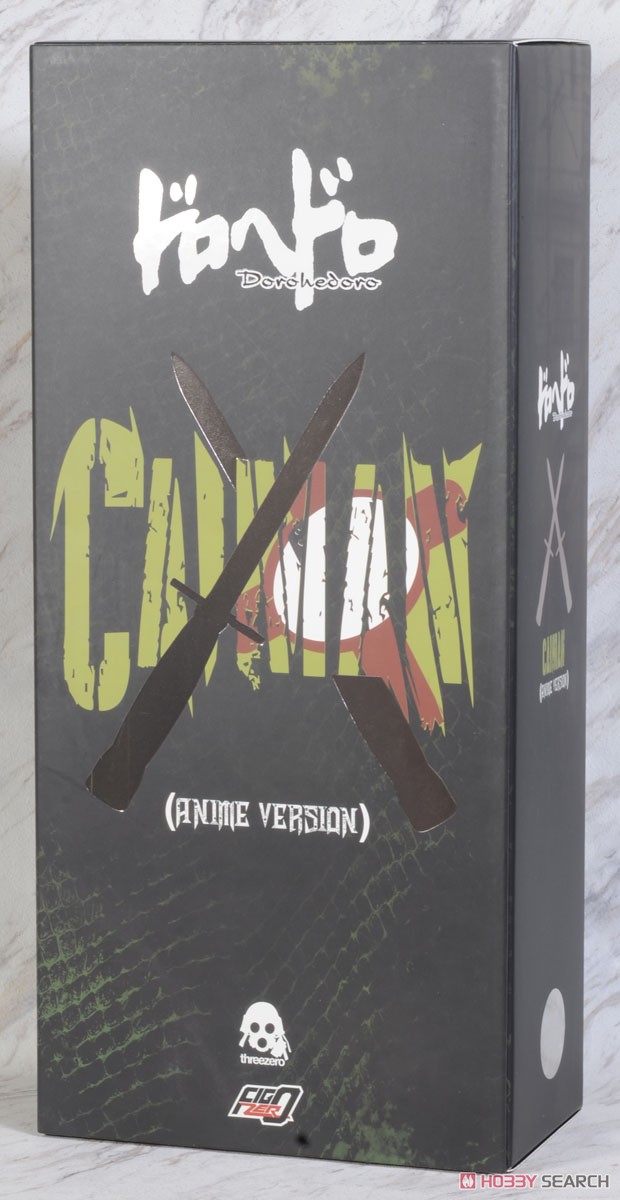 ドロヘドロ
Dorohedoro
CAIMAN
(ANIME VERSION)
threezero
FIGZERO
ドロヘドロ
Dorohedoro
CAIMAN
(ANIME VERSION)
HOBBY SEARCH